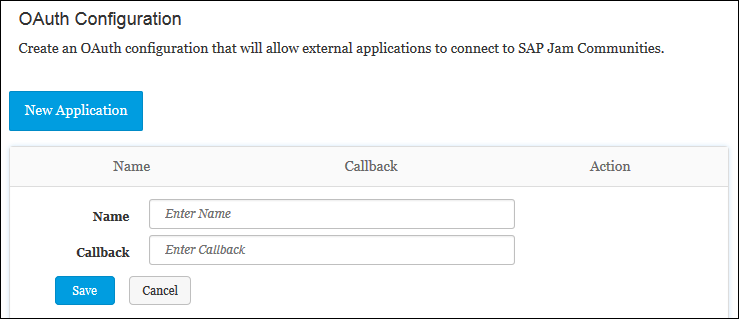 OAuth Configuration
Create an OAuth configuration that will allow external applications to connect to SAP Jam Communities.
New Application
Name Callback Action
Name Enter Name
Callback Enter Callback
Save Cancel